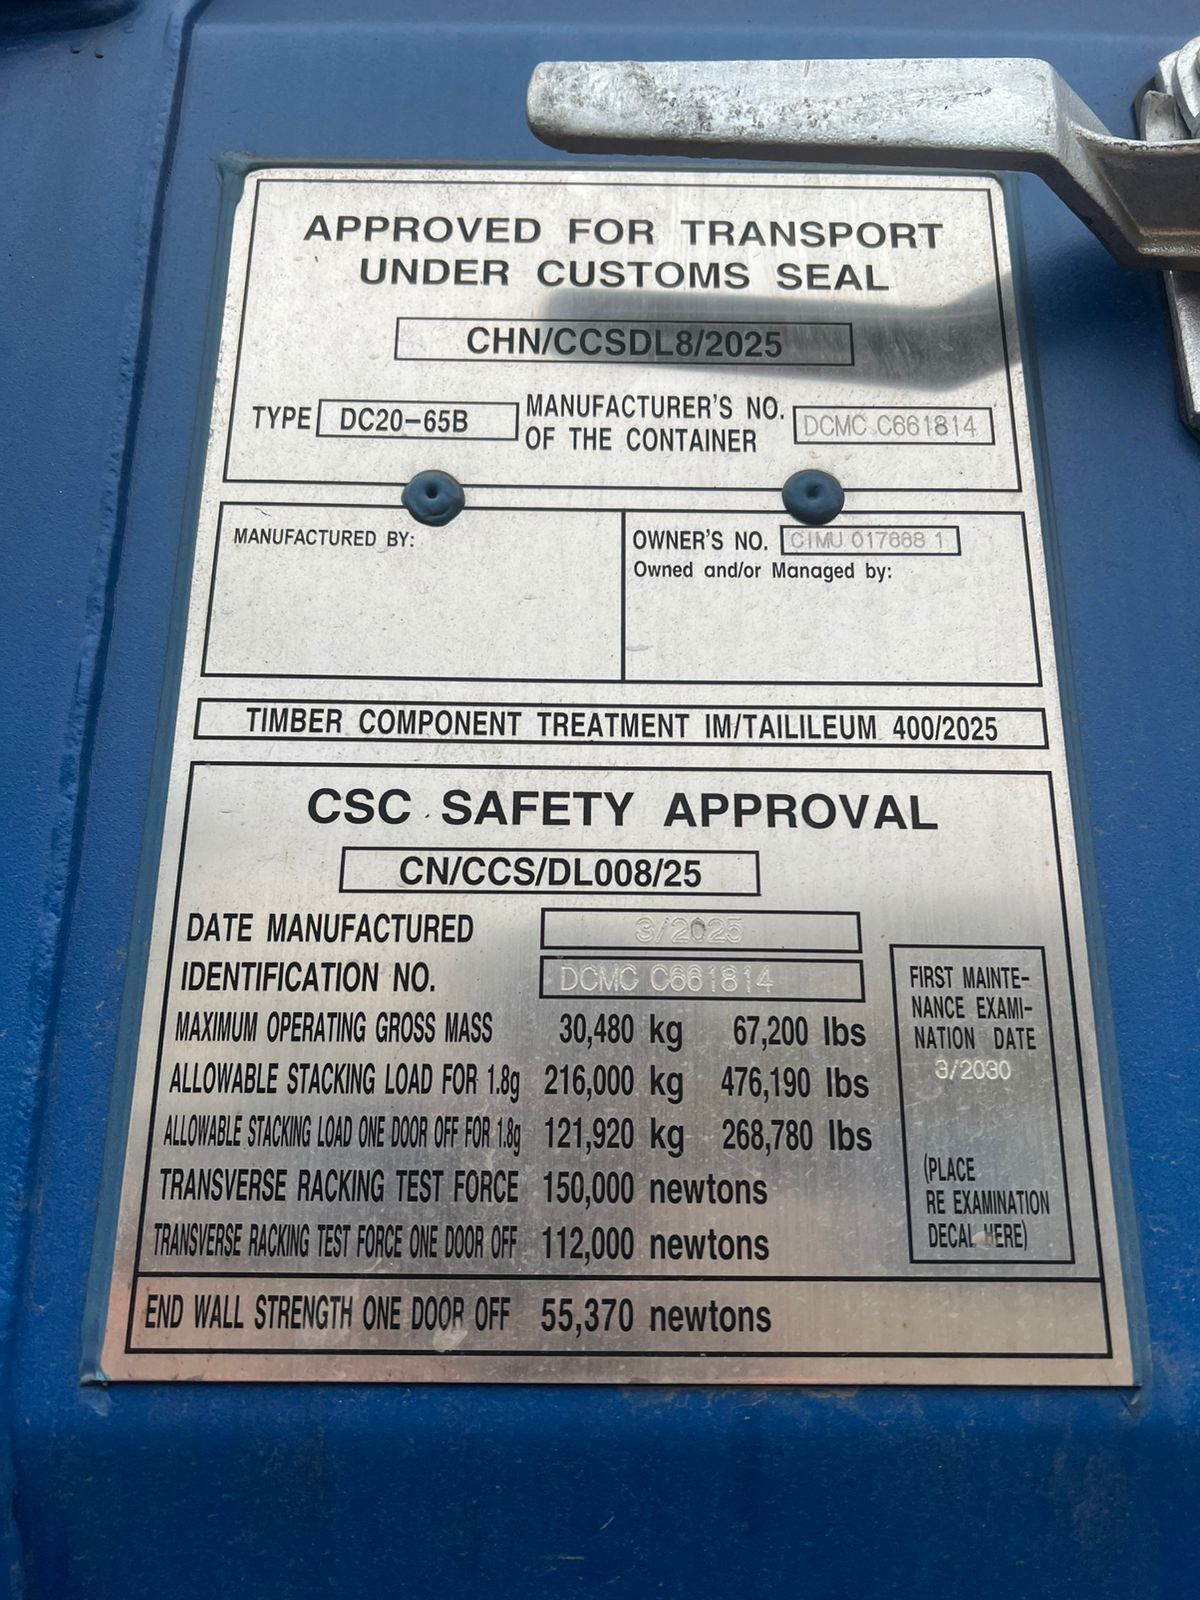 APPROVED FOR TRANSPORT
UNDER CUSTOMS SEAL
CHN/CCSDL8/2025
TYPE DC20-65B
MANUFACTURER'S NO.
OF THE CONTAINER
DCMC C661814
MANUFACTURED BY:
OWNER'S NO.
Owned and/or Managed by:
TIMBER COMPONENT TREATMENT IM/TAILILEUM 400/2025
CSC SAFETY APPROVAL
CN/CCS/DL008/25
DATE MANUFACTURED 3/2025
IDENTIFICATION NO. DCMC C661814
MAXIMUM OPERATING GROSS MASS 30,480 kg 67,200 lbs
ALLOWABLE STACKING LOAD FOR 1.8g 216,000 kg 476,190 lbs
ALLOWABLE STACKING LOAD ONE DOOR OFF FOR 1.8g 121,920 kg 268,780 lbs
TRANSVERSE RACKING TEST FORCE 150,000 newtons
TRANSVERSE RACKING TEST FORCE ONE DOOR OFF 112,000 newtons
FIRST MAINTE-
NANCE EXAMI-
NATION DATE
3/2030
(PLACE
RE EXAMINATION
DECAL HERE)
END WALL STRENGTH ONE DOOR OFF 55,370 newtons